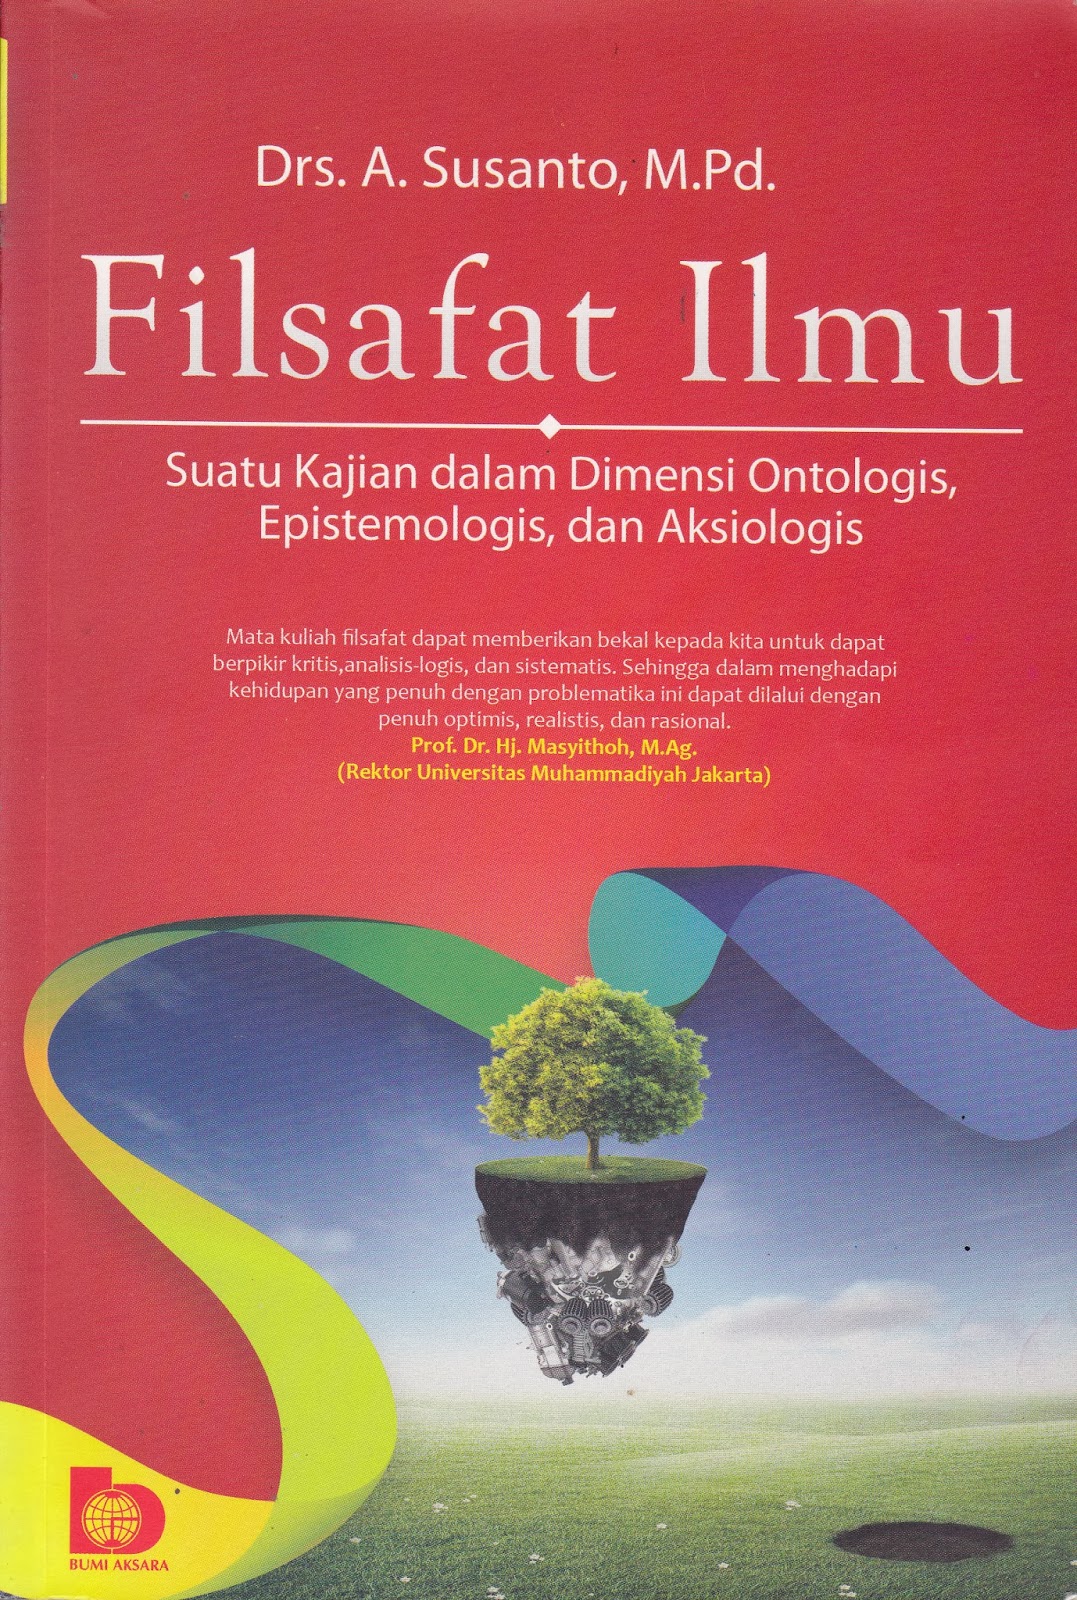 Drs. A. Susanto, M.Pd.
Filsafat Ilmu
Suatu Kajian dalam Dimensi Ontologis,
Epistemologis, dan Aksiologis
Mata kuliah filsafat dapat memberikan bekal kepada kita untuk dapat
berpikir kritis,analisis-logis, dan sistematis. Sehingga dalam menghadapi
kehidupan yang penuh dengan problematika ini dapat dilalui dengan
penuh optimis, realistis, dan rasional.
Prof. Dr. Hj. Masyithoh, M.Ag.
(Rektor Universitas Muhammadiyah Jakarta)
BUMI AKSARA